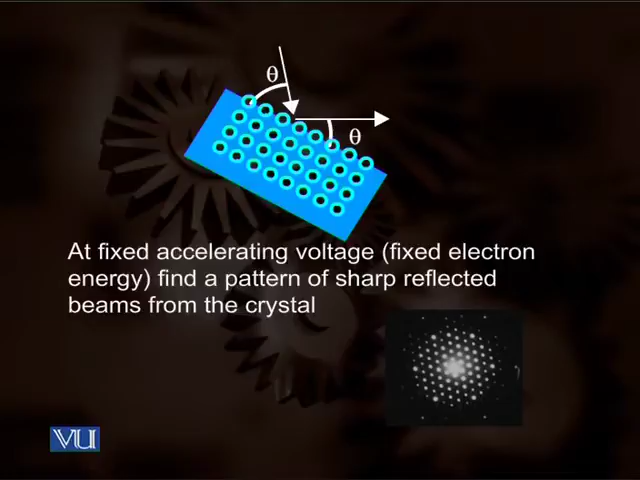 θ
θ
At fixed accelerating voltage (fixed electron
energy) find a pattern of sharp reflected
beams from the crystal
VU